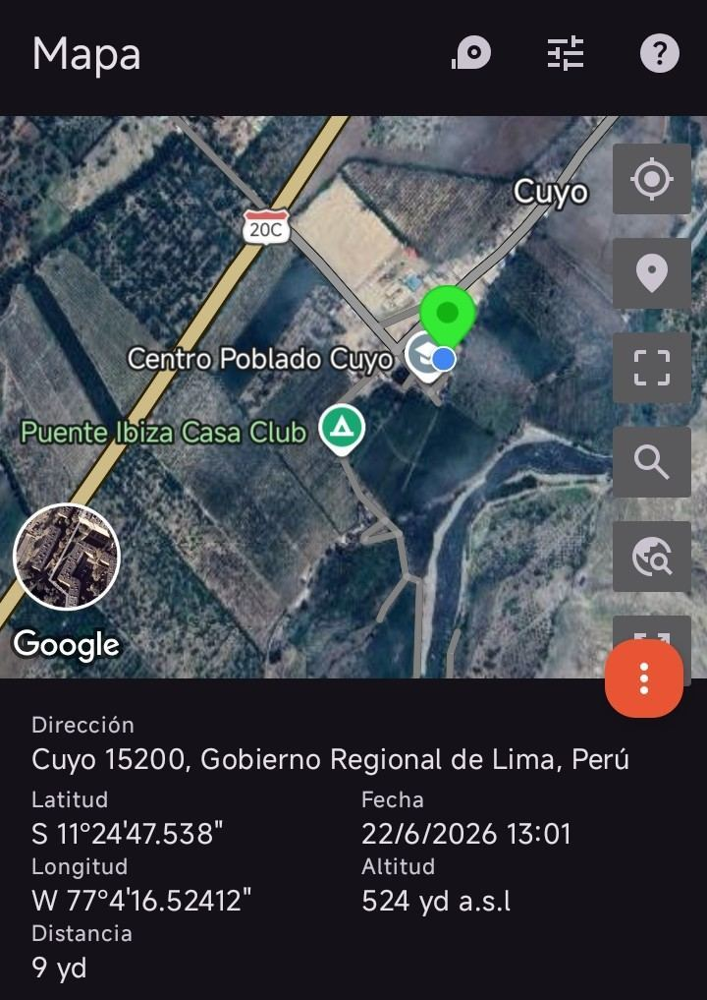 Mapa
Cuyo
20C
Centro Poblado Cuyo
Puente Ibiza Casa Club
Google
Dirección
Cuyo 15200, Gobierno Regional de Lima, Perú
Latitud
S 11°24'47.538"
Fecha
22/6/2026 13:01
Longitud
W 77°4'16.52412"
Altitud
524 yd a.s.l
Distancia
9 yd